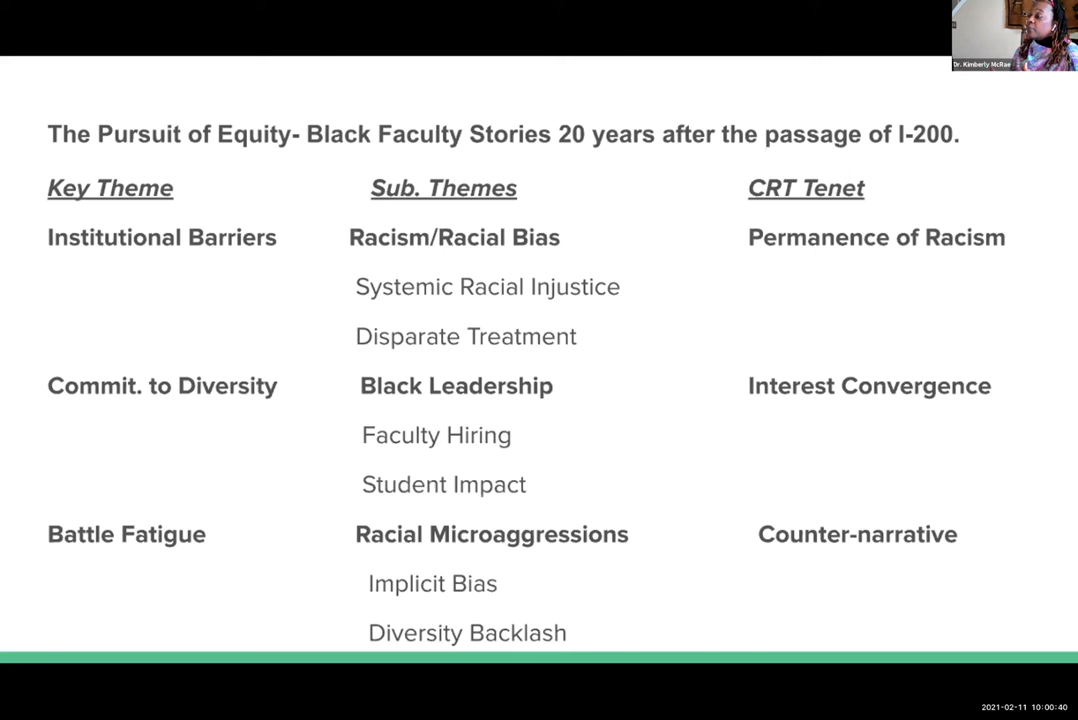 Dr. Kimberly McRae
The Pursuit of Equity- Black Faculty Stories 20 years after the passage of I-200.
Key Theme Sub. Themes CRT Tenet
Institutional Barriers Racism/Racial Bias Permanence of Racism
Systemic Racial Injustice
Disparate Treatment
Commit. to Diversity Black Leadership Interest Convergence
Faculty Hiring
Student Impact
Battle Fatigue Racial Microaggressions Counter-narrative
Implicit Bias
Diversity Backlash
2021-02-11 10:00:40